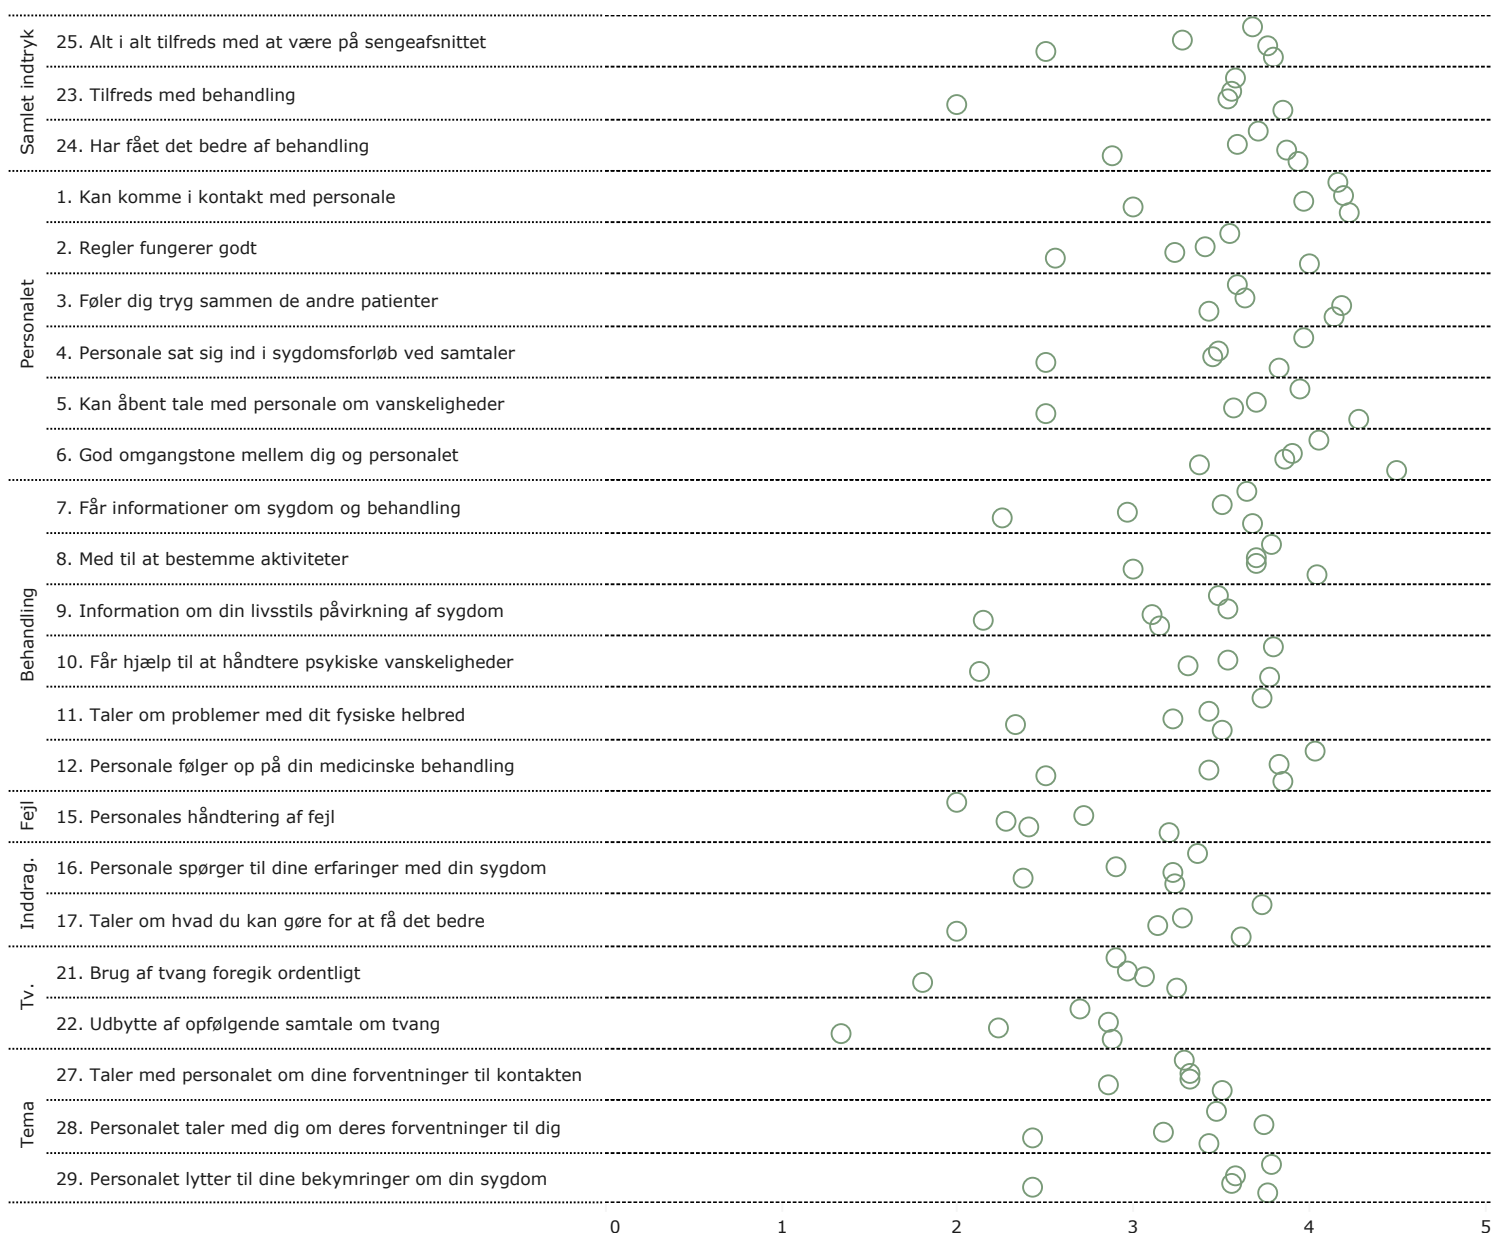 Samlet indtryk
25. Alt i alt tilfreds med at være på sengeafsnittet
23. Tilfreds med behandling
24. Har fået det bedre af behandling
Personalet
1. Kan komme i kontakt med personale
2. Regler fungerer godt
3. Føler dig tryg sammen de andre patienter
4. Personale sat sig ind i sygdomsforløb ved samtaler
5. Kan åbent tale med personale om vanskeligheder
6. God omgangstone mellem dig og personalet
Behandling
7. Får informationer om sygdom og behandling
8. Med til at bestemme aktiviteter
9. Information om din livsstils påvirkning af sygdom
10. Får hjælp til at håndtere psykiske vanskeligheder
11. Taler om problemer med dit fysiske helbred
12. Personale følger op på din medicinske behandling
Fejl
15. Personales håndtering af fejl
Inddrag.
16. Personale spørger til dine erfaringer med din sygdom
17. Taler om hvad du kan gøre for at få det bedre
Tv.
21. Brug af tvang foregik ordentligt
22. Udbytte af opfølgende samtale om tvang
Tema
27. Taler med personalet om dine forventninger til kontakten
28. Personalet taler med dig om deres forventninger til dig
29. Personalet lytter til dine bekymringer om din sygdom
0 1 2 3 4 5